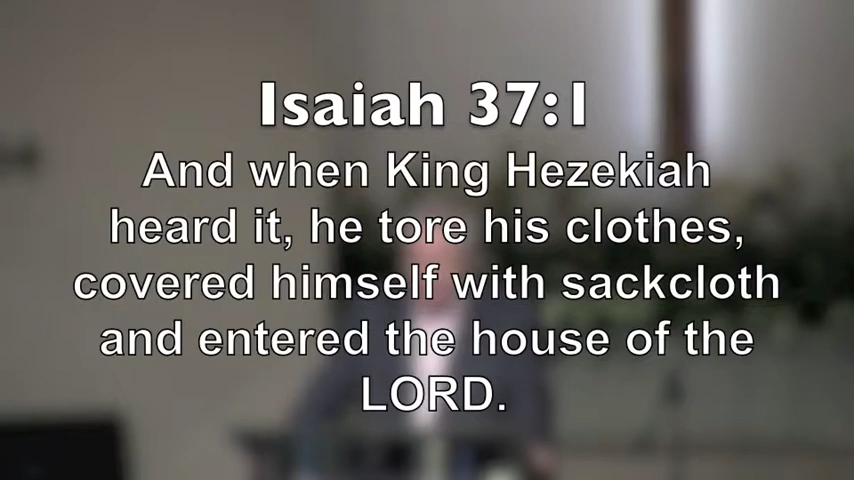 Isaiah 37:1
And when King Hezekiah
heard it, he tore his clothes,
covered himself with sackcloth
and entered the house of the
LORD.